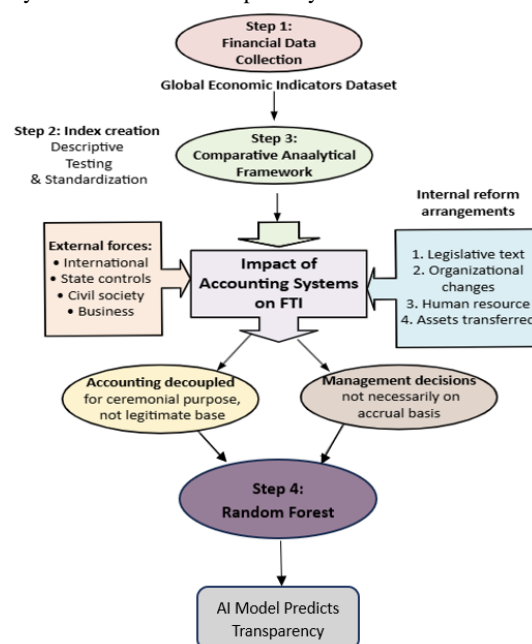 Step 1:
Financial Data
Collection
Global Economic Indicators Dataset
Step 2: Index creation
Descriptive
Testing
& Standardization
Step 3:
Comparative Anaalytical
Framework
Internal reform
arrangements
External forces:
• International
• State controls
• Civil society
• Business
Impact of
Accounting Systems
on FTI
1. Legislative text
2. Organizational
changes
3. Human resource
4. Assets transferred
Accounting decoupled
for ceremonial purpose,
not legitimate base
Management decisions
not necessarily on
accrual basis
Step 4:
Random Forest
AI Model Predicts
Transparency